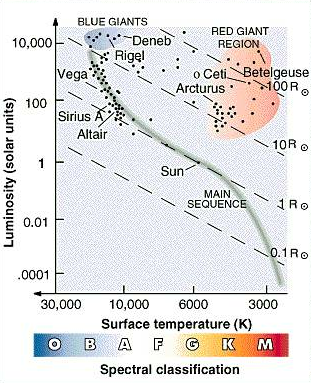 BLUE GIANTS
RED GIANT
REGION
10,000
Deneb
Rigel
Vega
o Ceti
Betelgeuse
Arcturus
100 R⊙
100
Sirius A
Altair
10 R⊙
1
Sun
MAIN
SEQUENCE
1 R⊙
0.01
0.1 R⊙
.0001
Luminosity (solar units)
30,000 10,000 6000 3000
Surface temperature (K)
O B A F G K M
Spectral classification